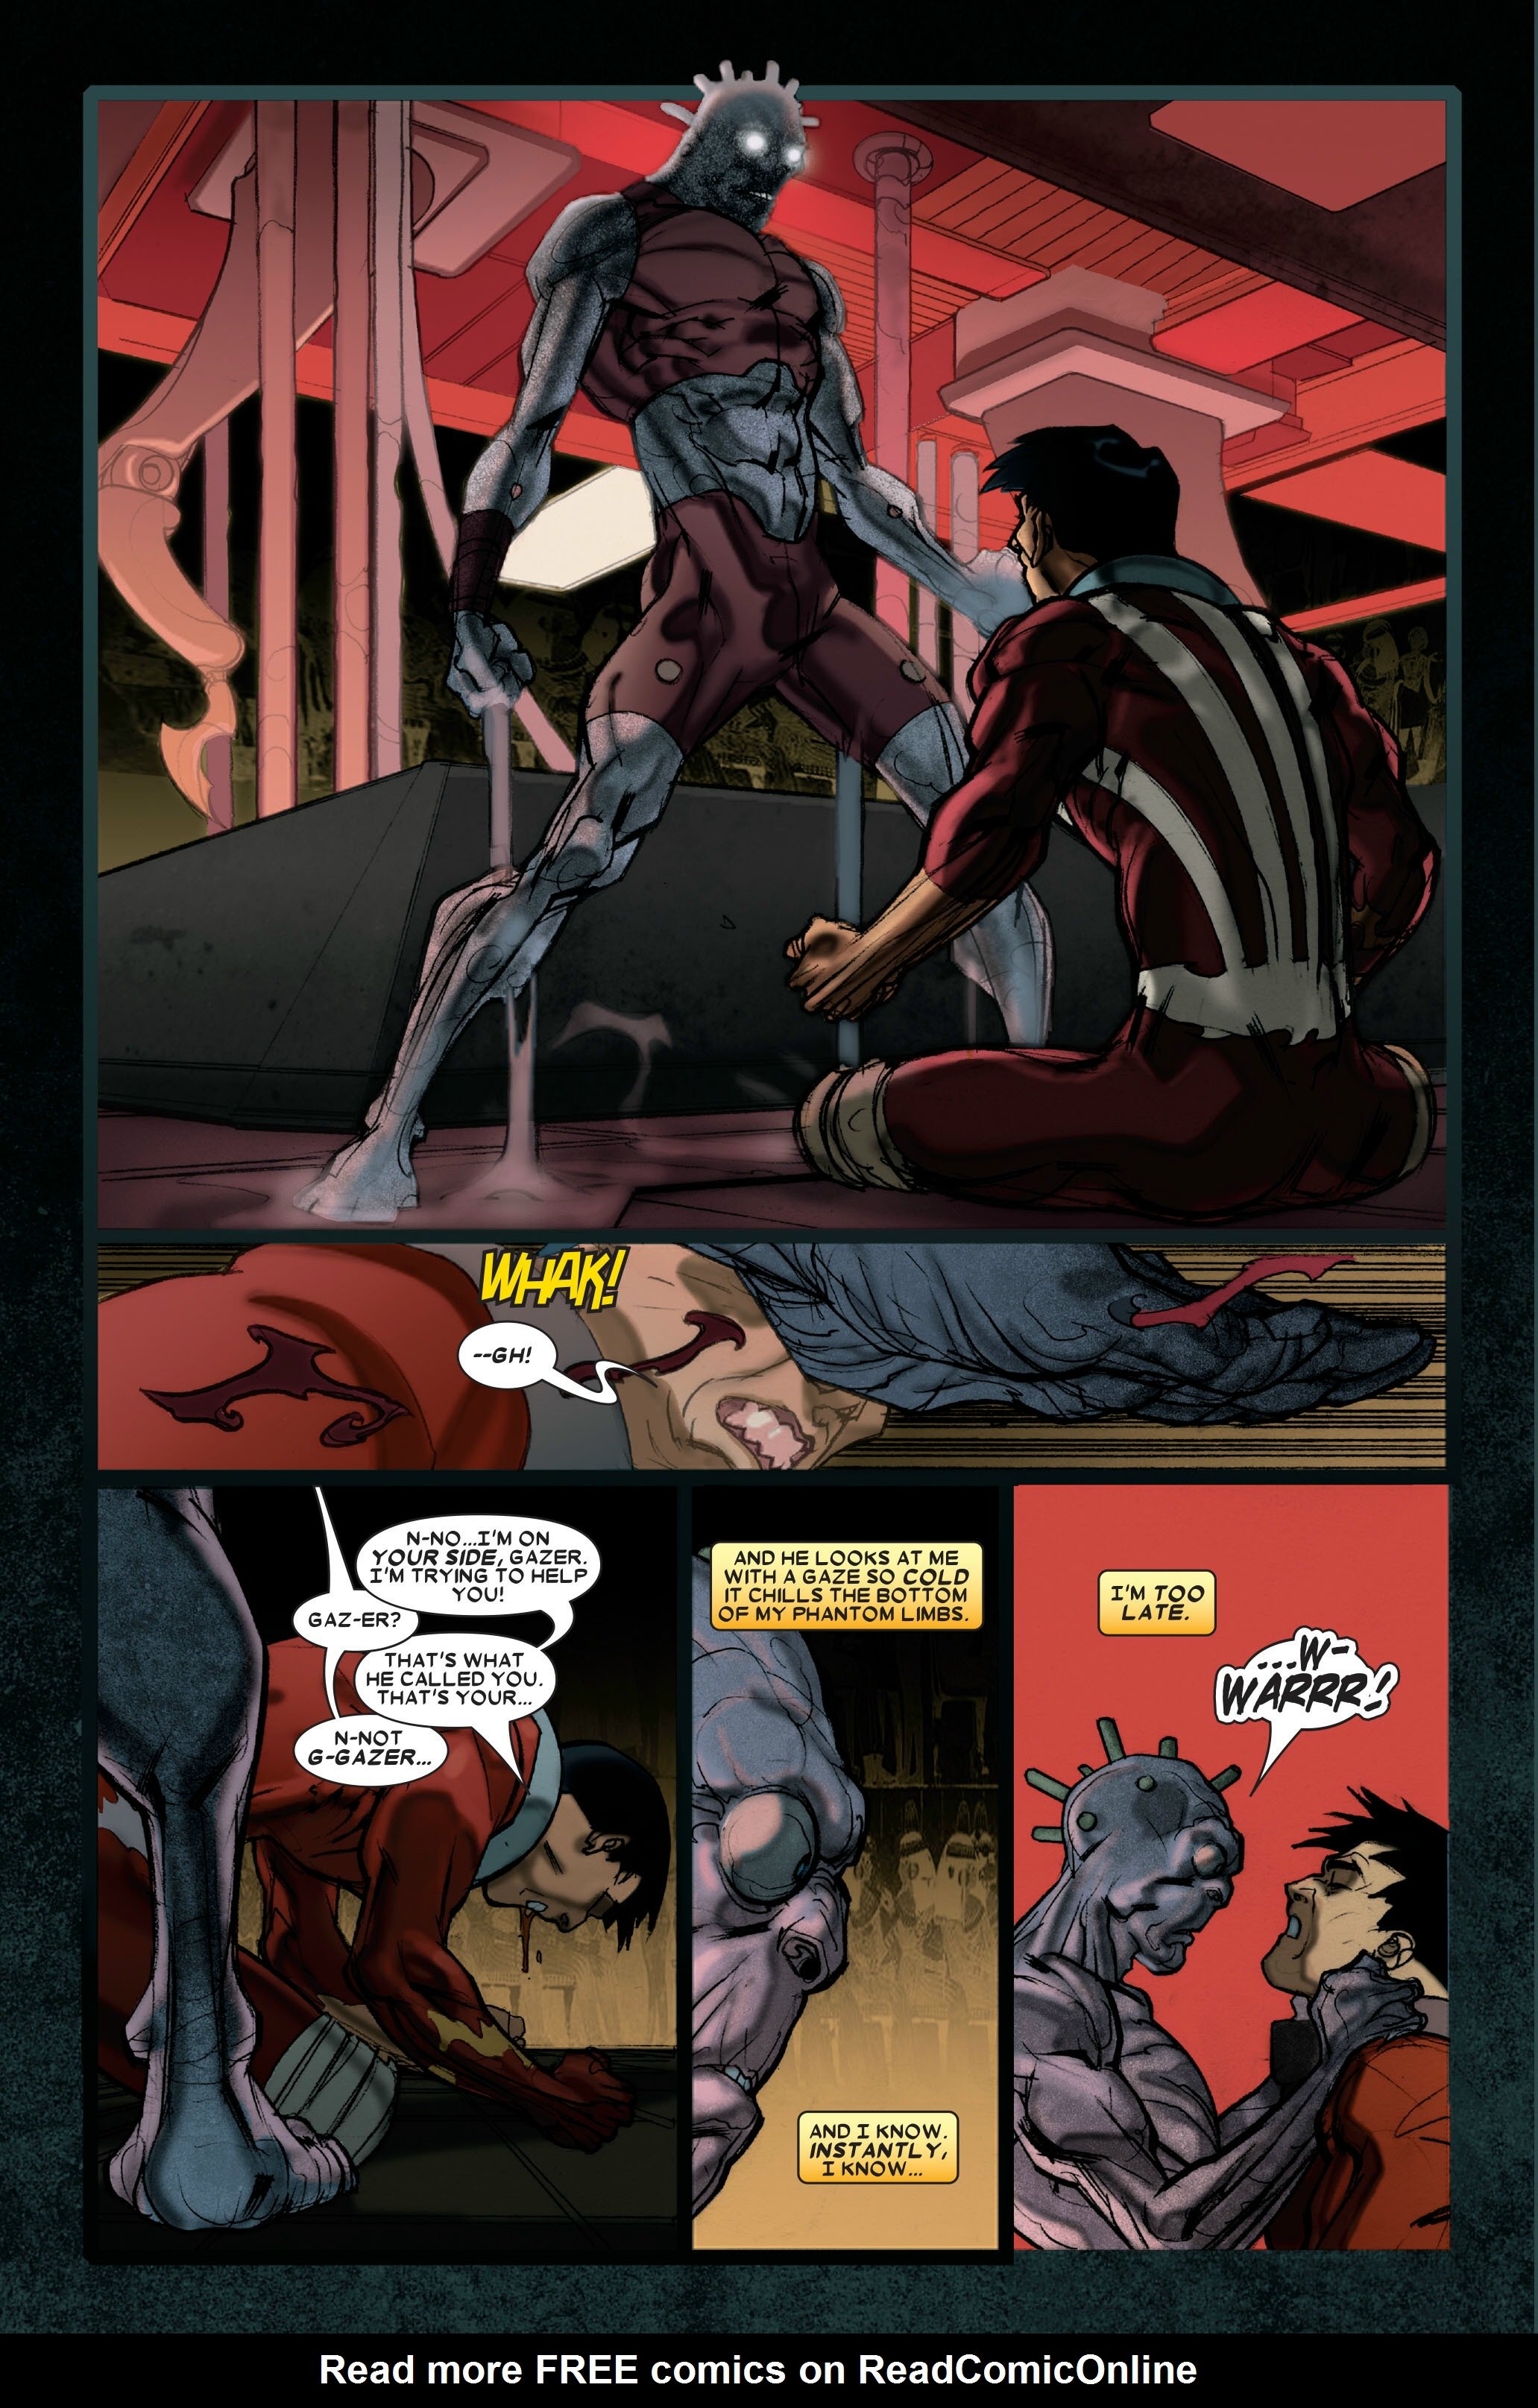 WHAK!
--GH!
N-NO...I'M ON
YOUR SIDE, GAZER.
I'M TRYING TO HELP
YOU!
GAZ-ER?
THAT'S WHAT
HE CALLED YOU.
THAT'S YOUR...
N-NOT
G-GAZER...
AND HE LOOKS AT ME
WITH A GAZE SO COLD
IT CHILLS THE BOTTOM
OF MY PHANTOM LIMBS.
AND I KNOW.
INSTANTLY,
I KNOW...
I'M TOO
LATE.
...W-
WARRR!
Read more FREE comics on ReadComicOnline